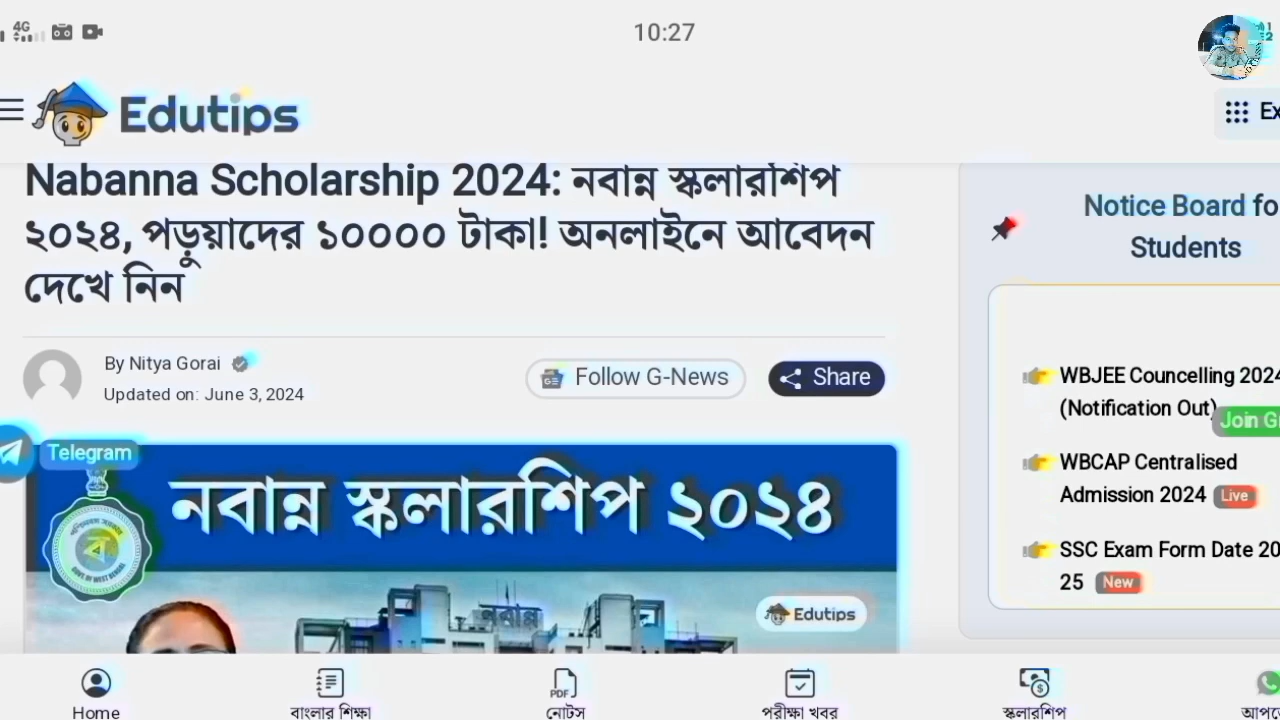 4G
10:27
Edutips
Nabanna Scholarship 2024: নবান্ন স্কলারশিপ
২০২৪, পড়ুয়াদের ১০০০০ টাকা! অনলাইনে আবেদন
দেখে নিন
By Nitya Gorai
Updated on: June 3, 2024
Follow G-News
Share
Telegram
নবান্ন স্কলারশিপ ২০২৪
নবান্ন
Edutips
Notice Board fo
Students
WBJEE Councelling 2024
(Notification Out)
Join G
WBCAP Centralised
Admission 2024 Live
SSC Exam Form Date 20
25 New
Home
বাংলার শিক্ষা
PDF
নোটস
পরীক্ষা খবর
স্কলারশিপ